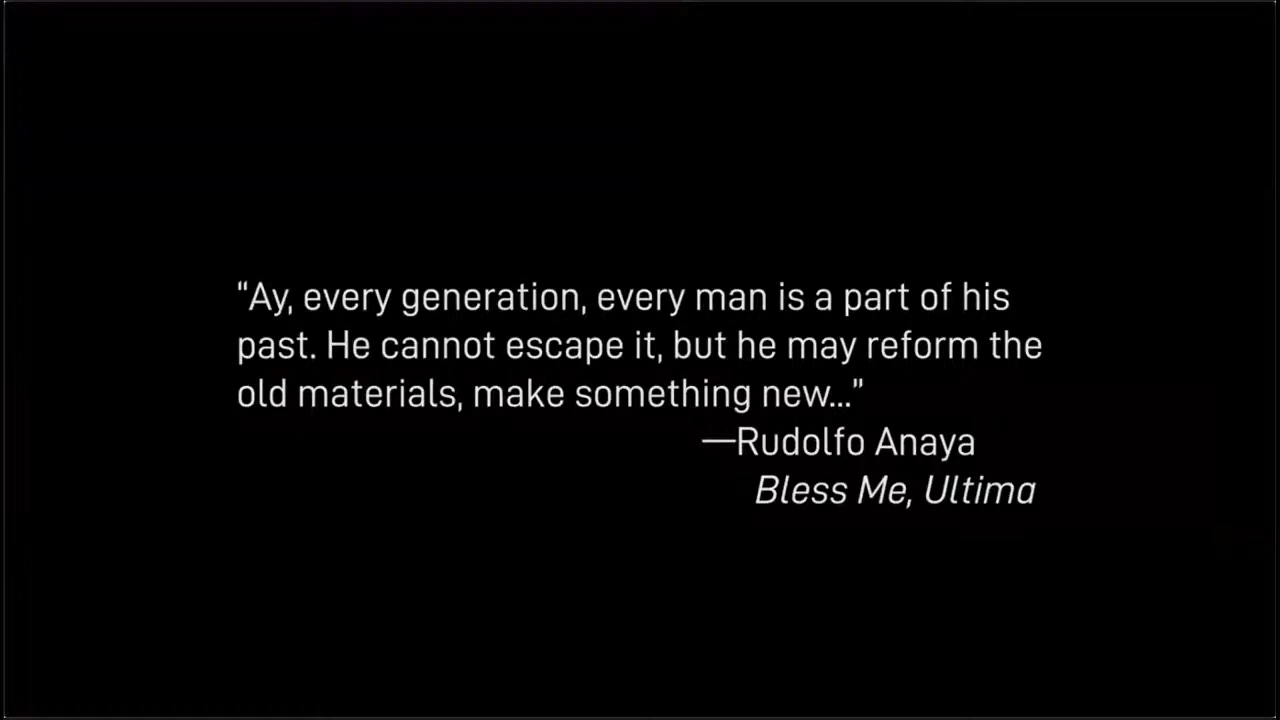 “Ay, every generation, every man is a part of his
past. He cannot escape it, but he may reform the
old materials, make something new...”
—Rudolfo Anaya
Bless Me, Ultima